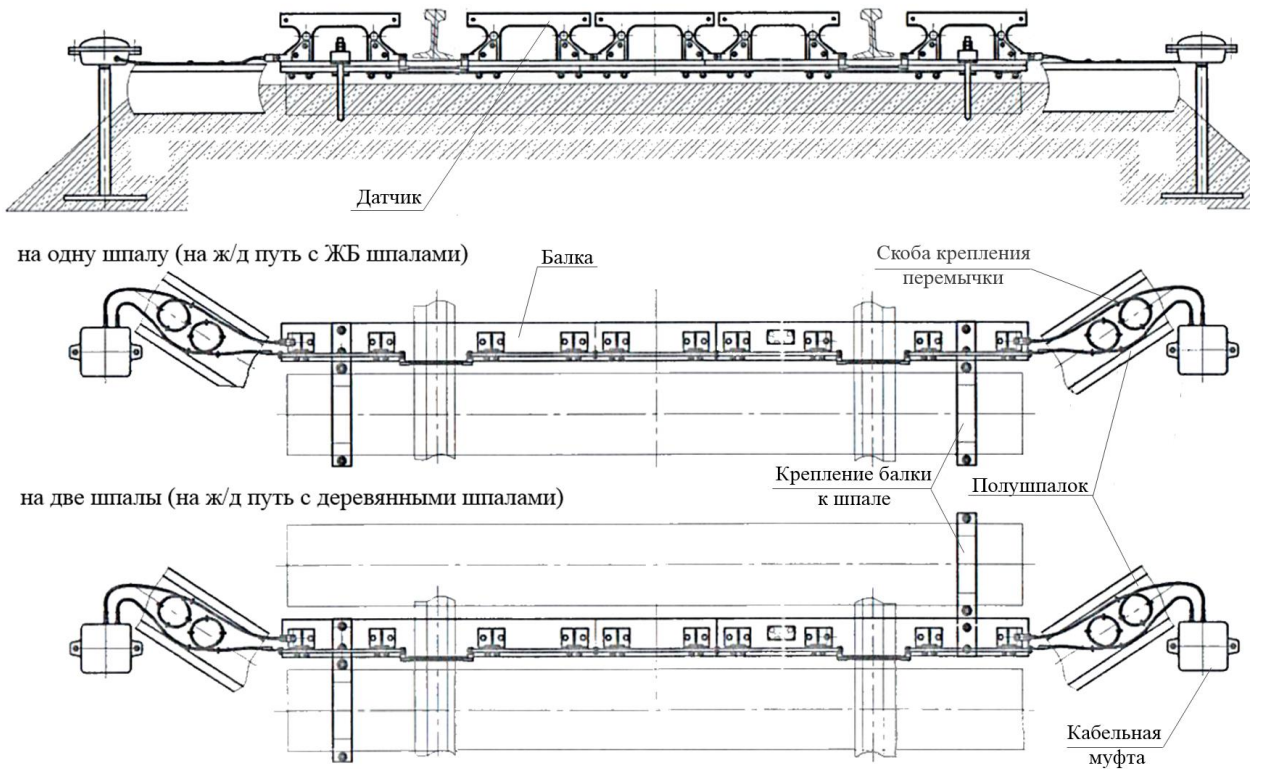 Датчик
на одну шпалу (на ж/д путь с ЖБ шпалами)
Балка
Скоба крепления
перемычки
Крепление балки
к шпале
Полушпалок
на две шпалы (на ж/д путь с деревянными шпалами)
Кабельная
муфта